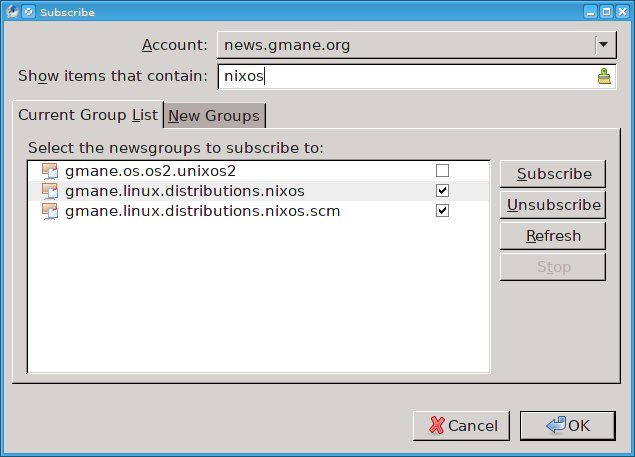 Subscribe
Account: news.gmane.org
Show items that contain: nixos
Current Group List New Groups
Select the newsgroups to subscribe to:
gmane.os.os2.unixos2
gmane.linux.distributions.nixos
gmane.linux.distributions.nixos.scm
Subscribe
Unsubscribe
Refresh
Stop
Cancel OK